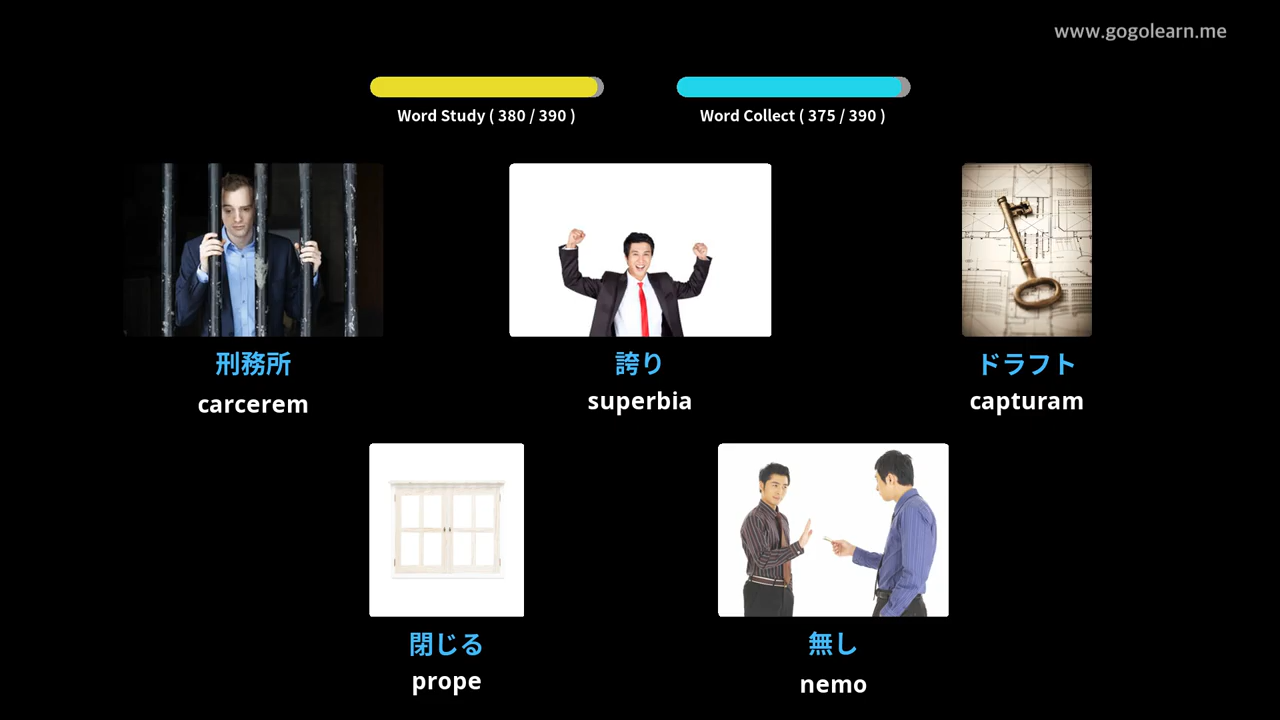 www.gogolearn.me
Word Study ( 380 / 390 )
Word Collect ( 375 / 390 )
刑務所
carcerem
誇り
superbia
ドラフト
capturam
閉じる
prope
無し
nemo